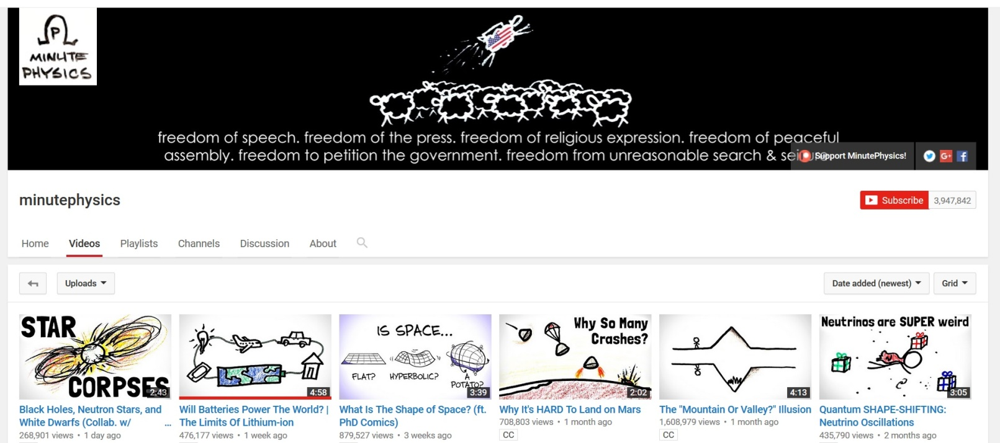 P
MINUTE
PHYSICS
freedom of speech. freedom of the press. freedom of religious expression. freedom of peaceful
assembly. freedom to petition the government. freedom from unreasonable search &
Support MinutePhysics!
minutephysics
Subscribe 3,947,842
Home Videos Playlists Channels Discussion About
Uploads Date added (newest) Grid
STAR
CORPSES
2:43
Black Holes, Neutron Stars, and
White Dwarfs (Collab. w/ ...
268,901 views • 1 day ago
4:58
Will Batteries Power The World? |
The Limits Of Lithium-ion
476,177 views • 1 week ago
IS SPACE...
FLAT? HYPERBOLIC? A
POTATO?
3:39
What Is The Shape of Space? (ft.
PhD Comics)
879,527 views • 3 weeks ago
Why So Many
Crashes?
2:02
Why It's HARD To Land on Mars
708,803 views • 1 month ago
CC
4:13
The "Mountain Or Valley?" Illusion
1,608,979 views • 1 month ago
CC
Neutrinos are SUPER weird
3:05
Quantum SHAPE-SHIFTING:
Neutrino Oscillations
435,790 views • 2 months ago